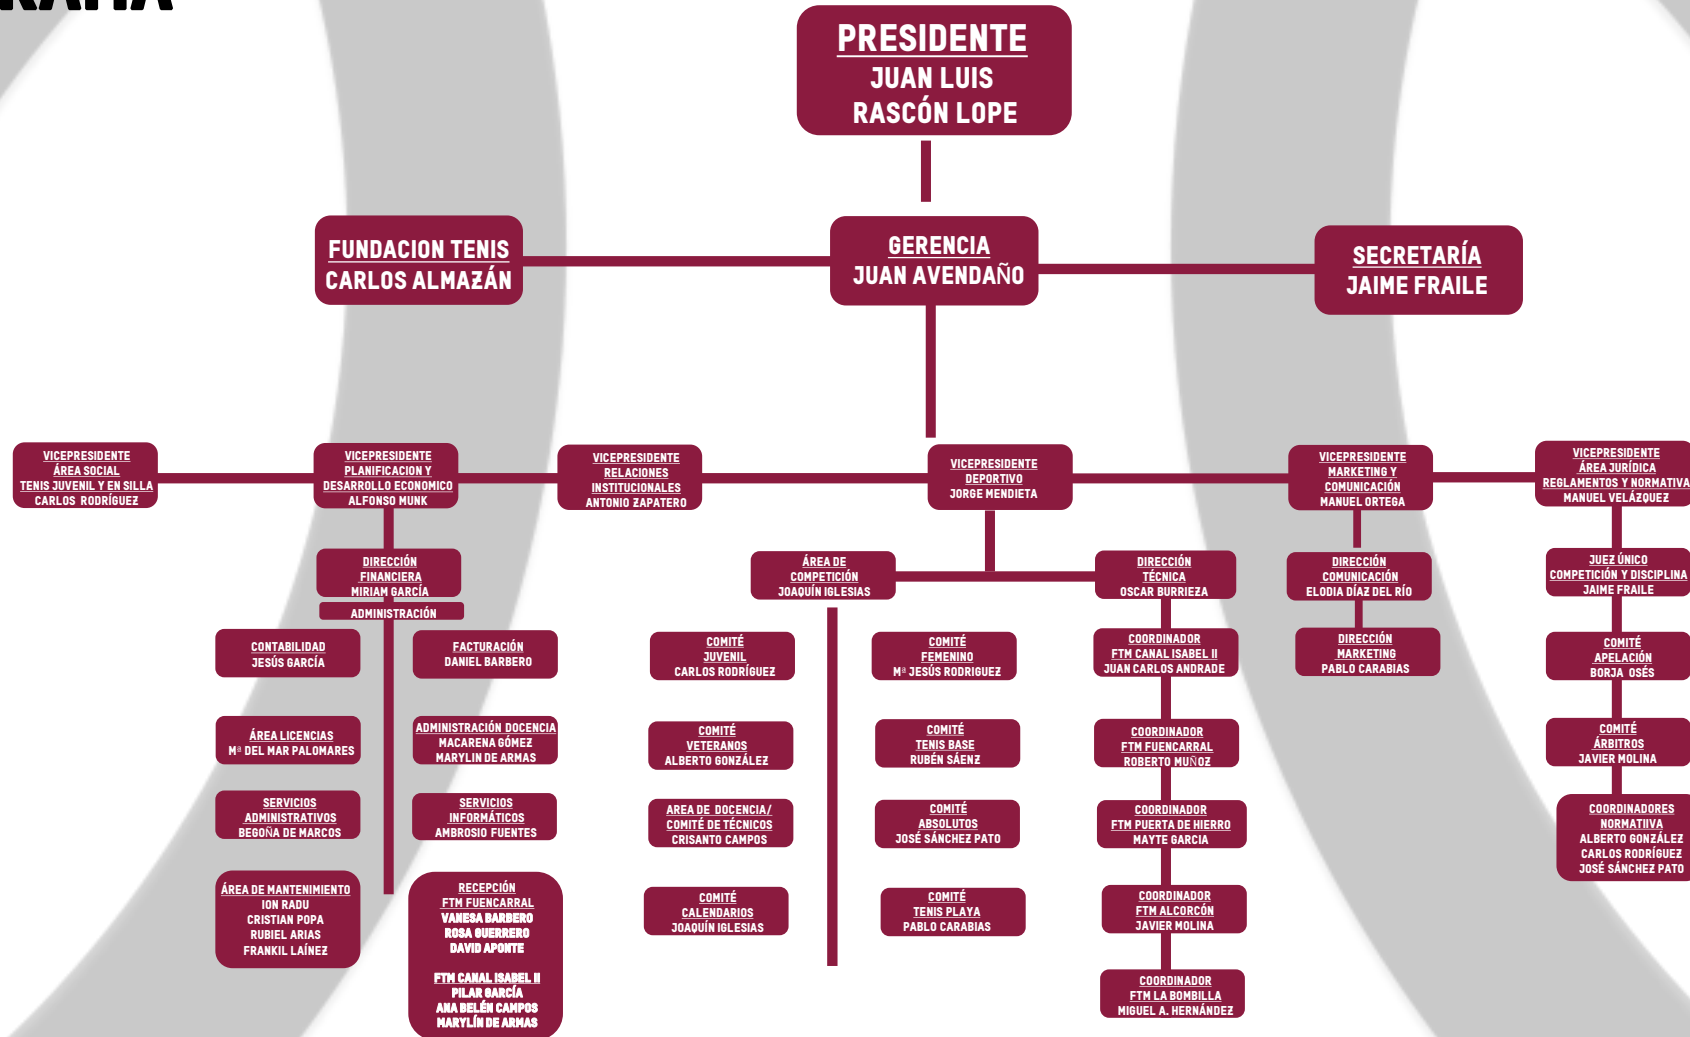 PRESIDENTE
JUAN LUIS
RASCÓN LOPE
FUNDACION TENIS
CARLOS ALMAZÁN
GERENCIA
JUAN AVENDAÑO
SECRETARÍA
JAIME FRAILE
VICEPRESIDENTE
ÁREA SOCIAL
TENIS JUVENIL Y EN SILLA
CARLOS RODRÍGUEZ
VICEPRESIDENTE
PLANIFICACION Y
DESARROLLO ECONOMICO
ALFONSO MUNK
VICEPRESIDENTE
RELACIONES
INSTITUCIONALES
ANTONIO ZAPATERO
VICEPRESIDENTE
DEPORTIVO
JORGE MENDIETA
VICEPRESIDENTE
MARKETING Y
COMUNICACIÓN
MANUEL ORTEGA
VICEPRESIDENTE
ÁREA JURÍDICA
REGLAMENTOS Y NORMATIVA
MANUEL VELÁZQUEZ
DIRECCIÓN
FINANCIERA
MIRIAM GARCÍA
ADMINISTRACIÓN
CONTABILIDAD
JESÚS GARCÍA
FACTURACIÓN
DANIEL BARBERO
ÁREA LICENCIAS
Mª DEL MAR PALOMARES
ADMINISTRACIÓN DOCENCIA
MACARENA GÓMEZ
MARYLIN DE ARMAS
SERVICIOS
ADMINISTRATIVOS
BEGOÑA DE MARCOS
SERVICIOS
INFORMÁTICOS
AMBROSIO FUENTES
ÁREA DE MANTENIMIENTO
ION RADU
CRISTIAN POPA
RUBIEL ARIAS
FRANKIL LAÍNEZ
RECEPCIÓN
FTM FUENCARRAL
VANESA BARBERO
ROSA GUERRERO
DAVID APONTE
FTM CANAL ISABEL II
PILAR GARCÍA
ANA BELÉN CAMPOS
MARYLÍN DE ARMAS
ÁREA DE
COMPETICIÓN
JOAQUÍN IGLESIAS
COMITÉ
JUVENIL
CARLOS RODRÍGUEZ
COMITÉ
FEMENINO
Mª JESÚS RODRIGUEZ
COMITÉ
VETERANOS
ALBERTO GONZÁLEZ
COMITÉ
TENIS BASE
RUBÉN SÁENZ
AREA DE DOCENCIA/
COMITÉ DE TÉCNICOS
CRISANTO CAMPOS
COMITÉ
ABSOLUTOS
JOSÉ SÁNCHEZ PATO
COMITÉ
CALENDARIOS
JOAQUÍN IGLESIAS
COMITÉ
TENIS PLAYA
PABLO CARABIAS
DIRECCIÓN
TÉCNICA
OSCAR BURRIEZA
COORDINADOR
FTM CANAL ISABEL II
JUAN CARLOS ANDRADE
COORDINADOR
FTM FUENCARRAL
ROBERTO MUÑOZ
COORDINADOR
FTM PUERTA DE HIERRO
MAYTE GARCIA
COORDINADOR
FTM ALCORCÓN
JAVIER MOLINA
COORDINADOR
FTM LA BOMBILLA
MIGUEL A. HERNÁNDEZ
DIRECCIÓN
COMUNICACIÓN
ELODIA DÍAZ DEL RÍO
DIRECCIÓN
MARKETING
PABLO CARABIAS
JUEZ ÚNICO
COMPETICIÓN Y DISCIPLINA
JAIME FRAILE
COMITÉ
APELACIÓN
BORJA OSÉS
COMITÉ
ÁRBITROS
JAVIER MOLINA
COORDINADORES
NORMATIIVA
ALBERTO GONZÁLEZ
CARLOS RODRÍGUEZ
JOSÉ SÁNCHEZ PATO